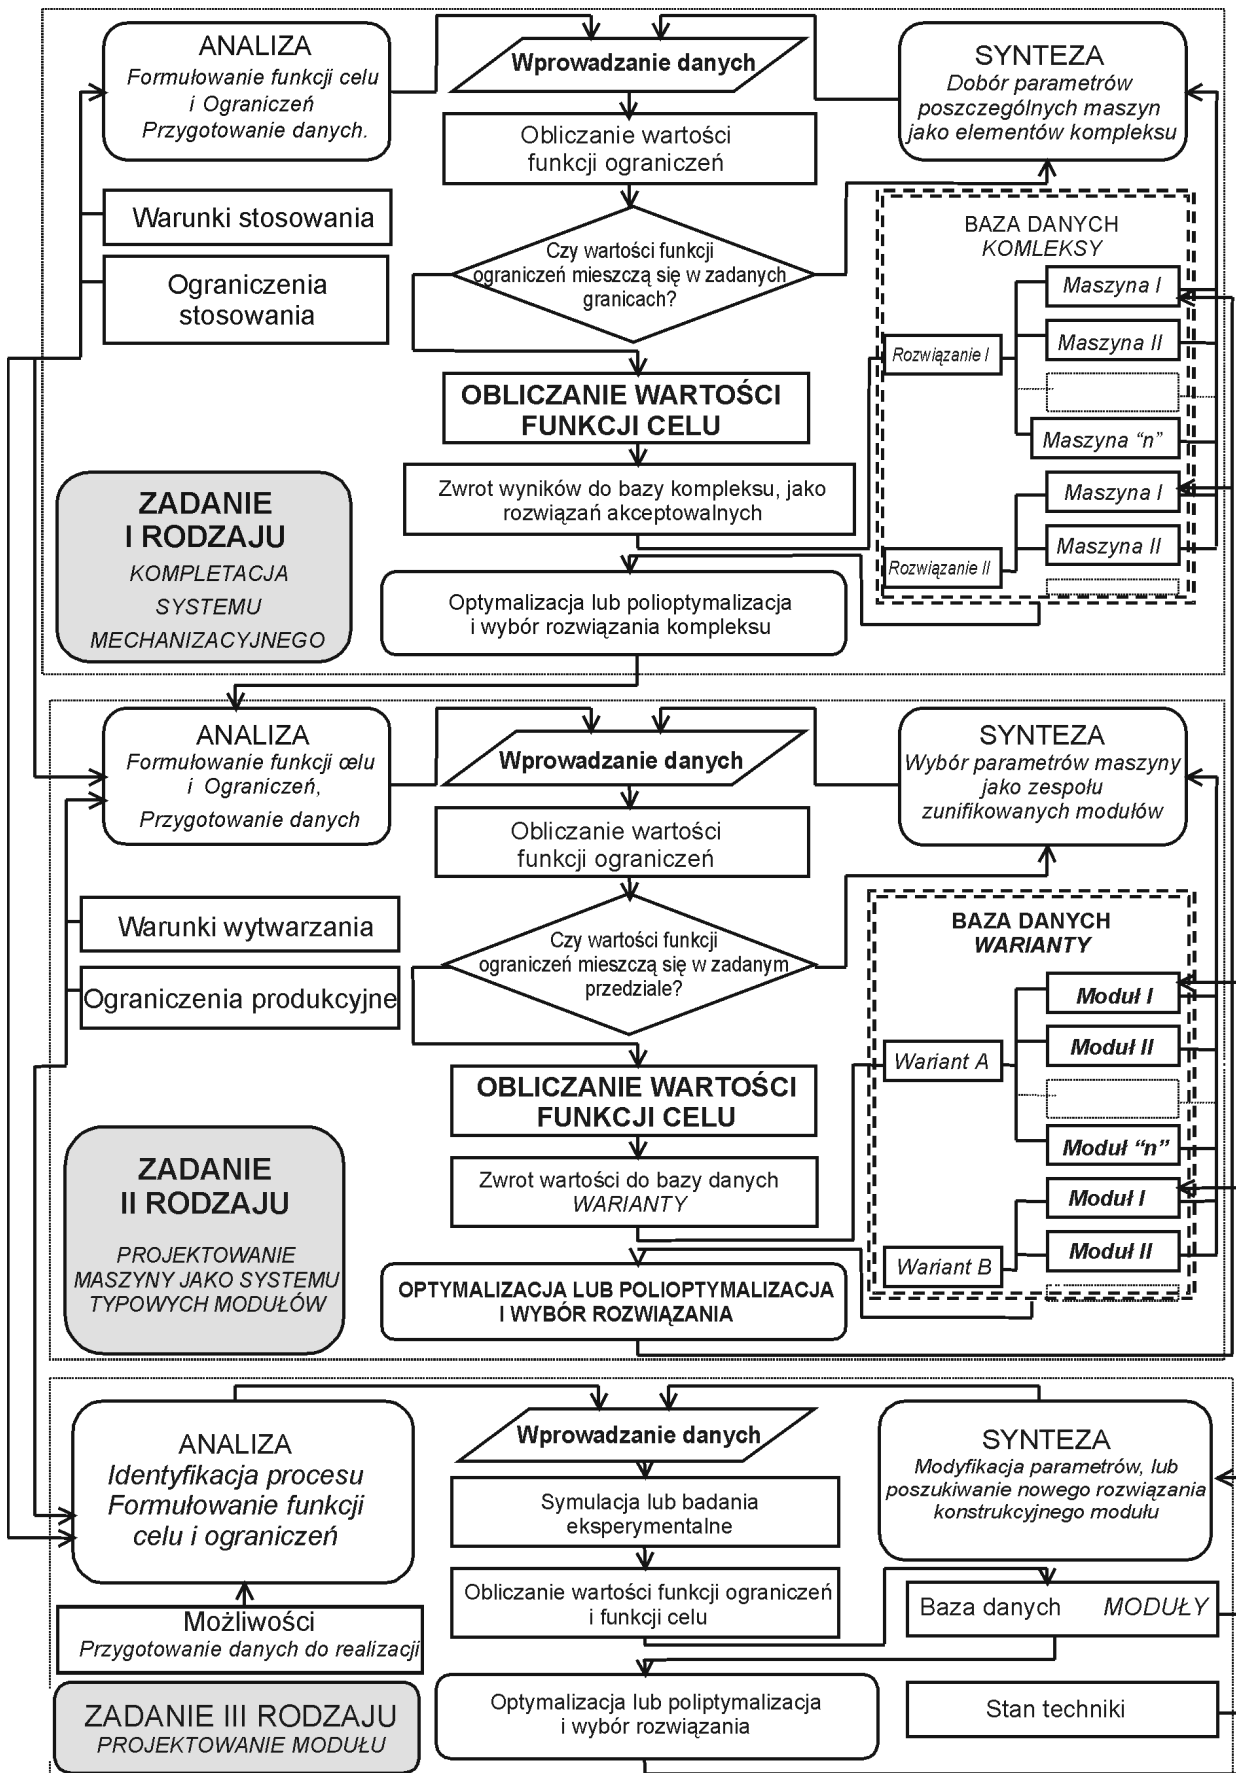 ANALIZA
Formułowanie funkcji celu
i Ograniczeń
Przygotowanie danych.
Wprowadzanie danych
SYNTEZA
Dobór parametrów
poszczególnych maszyn
jako elementów kompleksu
Obliczanie wartości
funkcji ograniczeń
Warunki stosowania
Ograniczenia
stosowania
Czy wartości funkcji
ograniczeń mieszczą się w zadanych
granicach?
BAZA DANYCH
KOMLEKSY
Maszyna I
Maszyna II
Rozwiązanie I
Maszyna “n”
Maszyna I
Maszyna II
Rozwiązanie II
OBLICZANIE WARTOŚCI
FUNKCJI CELU
Zwrot wyników do bazy kompleksu, jako
rozwiązań akceptowalnych
ZADANIE
I RODZAJU
KOMPLETACJA
SYSTEMU
MECHANIZACYJNEGO
Optymalizacja lub polioptymalizacja
i wybór rozwiązania kompleksu
ANALIZA
Formułowanie funkcji celu
i Ograniczeń,
Przygotowanie danych
Wprowadzanie danych
SYNTEZA
Wybór parametrów maszyny
jako zespołu
zunifikowanych modułów
Obliczanie wartości
funkcji ograniczeń
Warunki wytwarzania
Ograniczenia produkcyjne
Czy wartości funkcji
ograniczeń mieszczą się w zadanym
przedziale?
BAZA DANYCH
WARIANTY
Moduł I
Moduł II
Wariant A
Moduł “n”
Moduł I
Moduł II
Wariant B
OBLICZANIE WARTOŚCI
FUNKCJI CELU
Zwrot wartości do bazy danych
WARIANTY
ZADANIE
II RODZAJU
PROJEKTOWANIE
MASZYNY JAKO SYSTEMU
TYPOWYCH MODUŁÓW
OPTYMALIZACJA LUB POLIOPTYMALIZACJA
I WYBÓR ROZWIĄZANIA
ANALIZA
Identyfikacja procesu
Formułowanie funkcji
celu i ograniczeń
Wprowadzanie danych
SYNTEZA
Modyfikacja parametrów, lub
poszukiwanie nowego rozwiązania
konstrukcyjnego modułu
Symulacja lub badania
eksperymentalne
Obliczanie wartości funkcji ograniczeń
i funkcji celu
Baza danych MODUŁY
Możliwości
Przygotowanie danych do realizacji
ZADANIE III RODZAJU
PROJEKTOWANIE MODUŁU
Optymalizacja lub poliptymalizacja
i wybór rozwiązania
Stan techniki